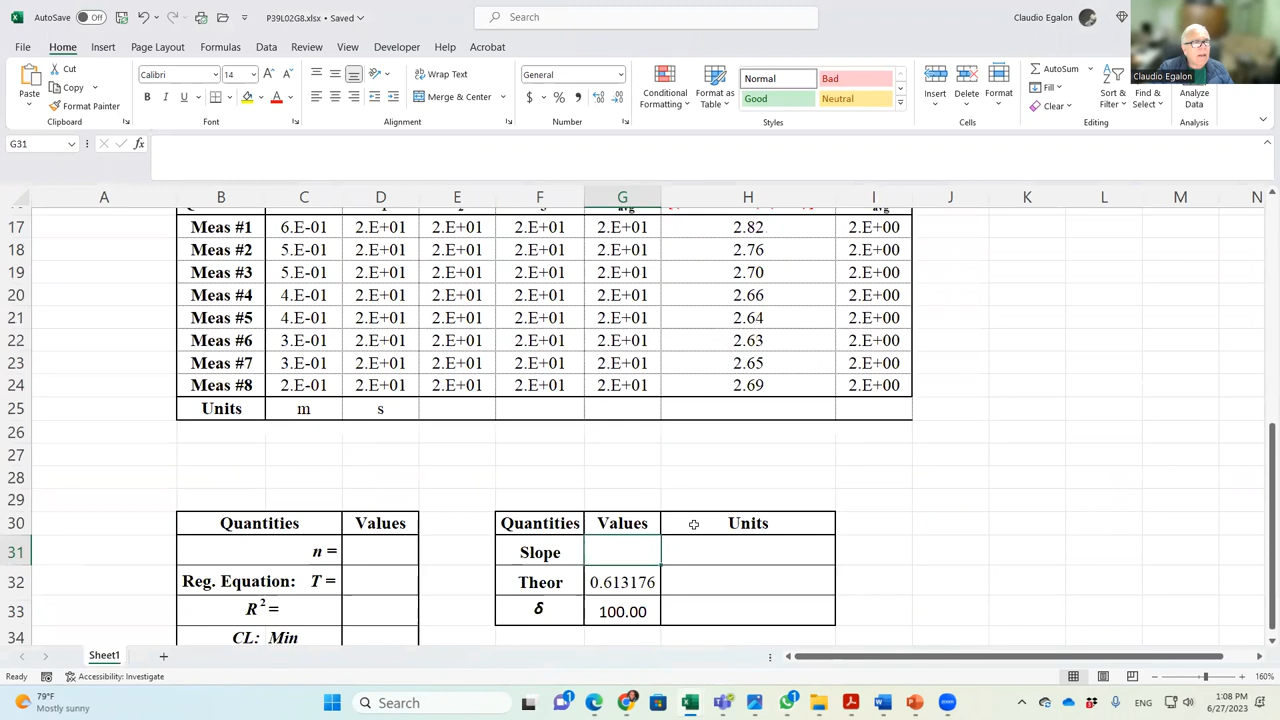 AutoSave Off P39L02G8.xlsx • Saved Search Claudio Egalon
File Home Insert Page Layout Formulas Data Review View Developer Help Acrobat
Claudio Egalon
Paste Cut Copy Format Painter Clipboard
Calibri 14 B I U Font
Wrap Text Merge & Center Alignment
General $ % Number
Conditional Formatting Format as Table Normal Bad Good Neutral Styles
Insert Delete Format Cells
AutoSum Fill Clear Sort & Filter Find & Select Editing
Analyze Data Analysis
G31 fx
A B C D E F G H I J K L M N
avg avg
17 Meas #1 6.E-01 2.E+01 2.E+01 2.E+01 2.E+01 2.82 2.E+00
18 Meas #2 5.E-01 2.E+01 2.E+01 2.E+01 2.E+01 2.76 2.E+00
19 Meas #3 5.E-01 2.E+01 2.E+01 2.E+01 2.E+01 2.70 2.E+00
20 Meas #4 4.E-01 2.E+01 2.E+01 2.E+01 2.E+01 2.66 2.E+00
21 Meas #5 4.E-01 2.E+01 2.E+01 2.E+01 2.E+01 2.64 2.E+00
22 Meas #6 3.E-01 2.E+01 2.E+01 2.E+01 2.E+01 2.63 2.E+00
23 Meas #7 3.E-01 2.E+01 2.E+01 2.E+01 2.E+01 2.65 2.E+00
24 Meas #8 2.E-01 2.E+01 2.E+01 2.E+01 2.E+01 2.69 2.E+00
25 Units m s
26
27
28
29
30 Quantities Values Quantities Values Units
31 n = Slope
32 Reg. Equation: T = Theor 0.613176
33 R² = δ 100.00
34 CL: Min
Sheet1
Ready Accessibility: Investigate 160%
79°F Mostly sunny Search ENG 1:08 PM 6/27/2023